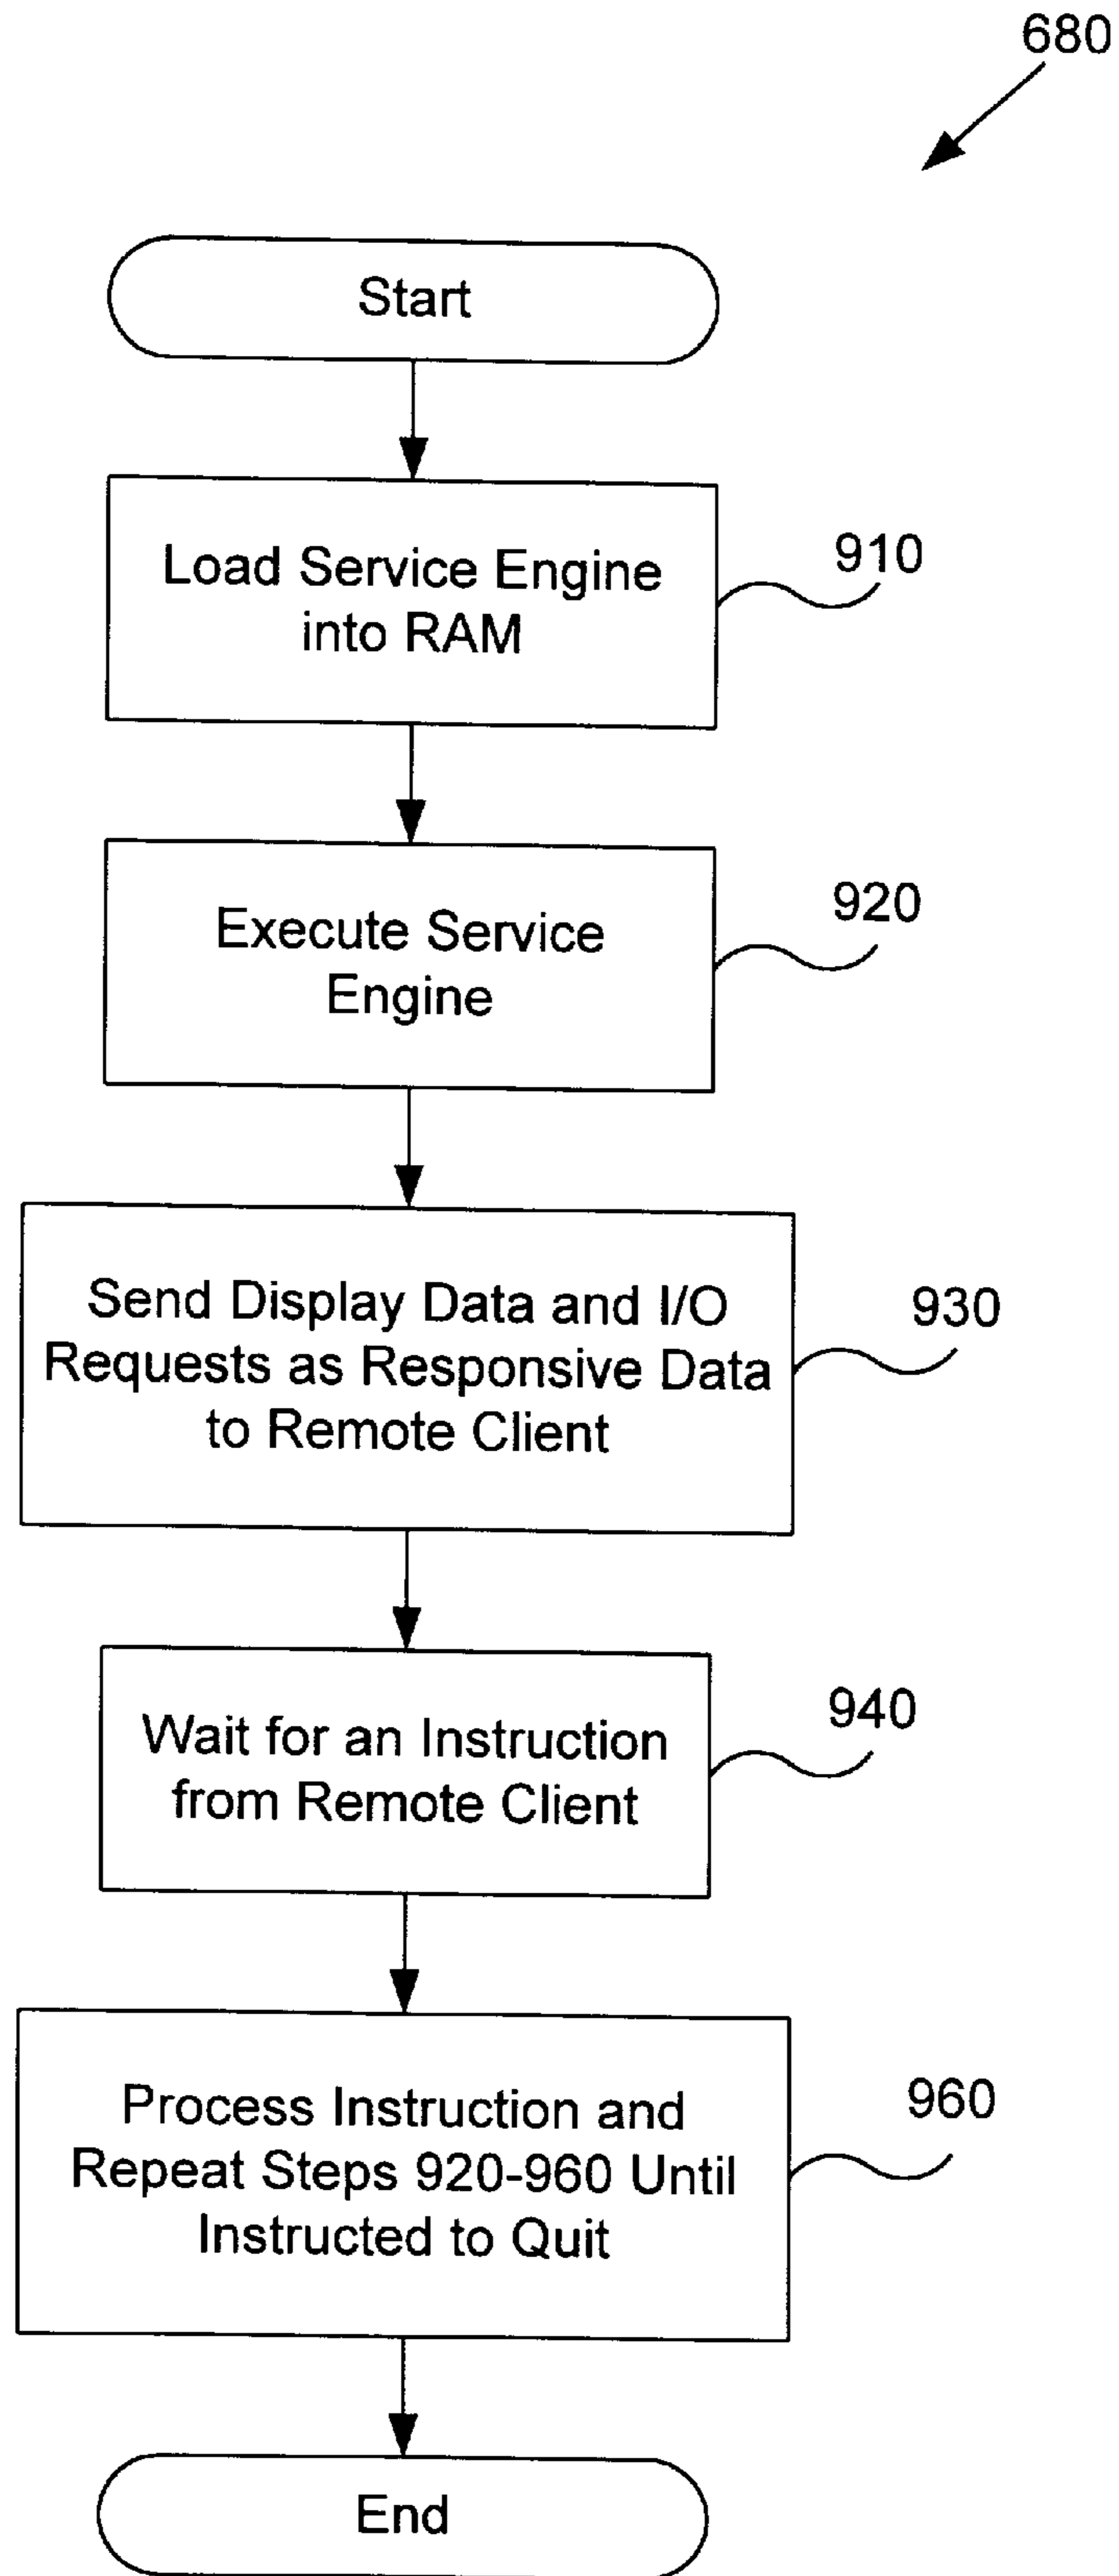 680
Start
Load Service Engine
into RAM
910
Execute Service
Engine
920
Send Display Data and I/O
Requests as Responsive Data
to Remote Client
930
Wait for an Instruction
from Remote Client
940
Process Instruction and
Repeat Steps 920-960 Until
Instructed to Quit
960
End